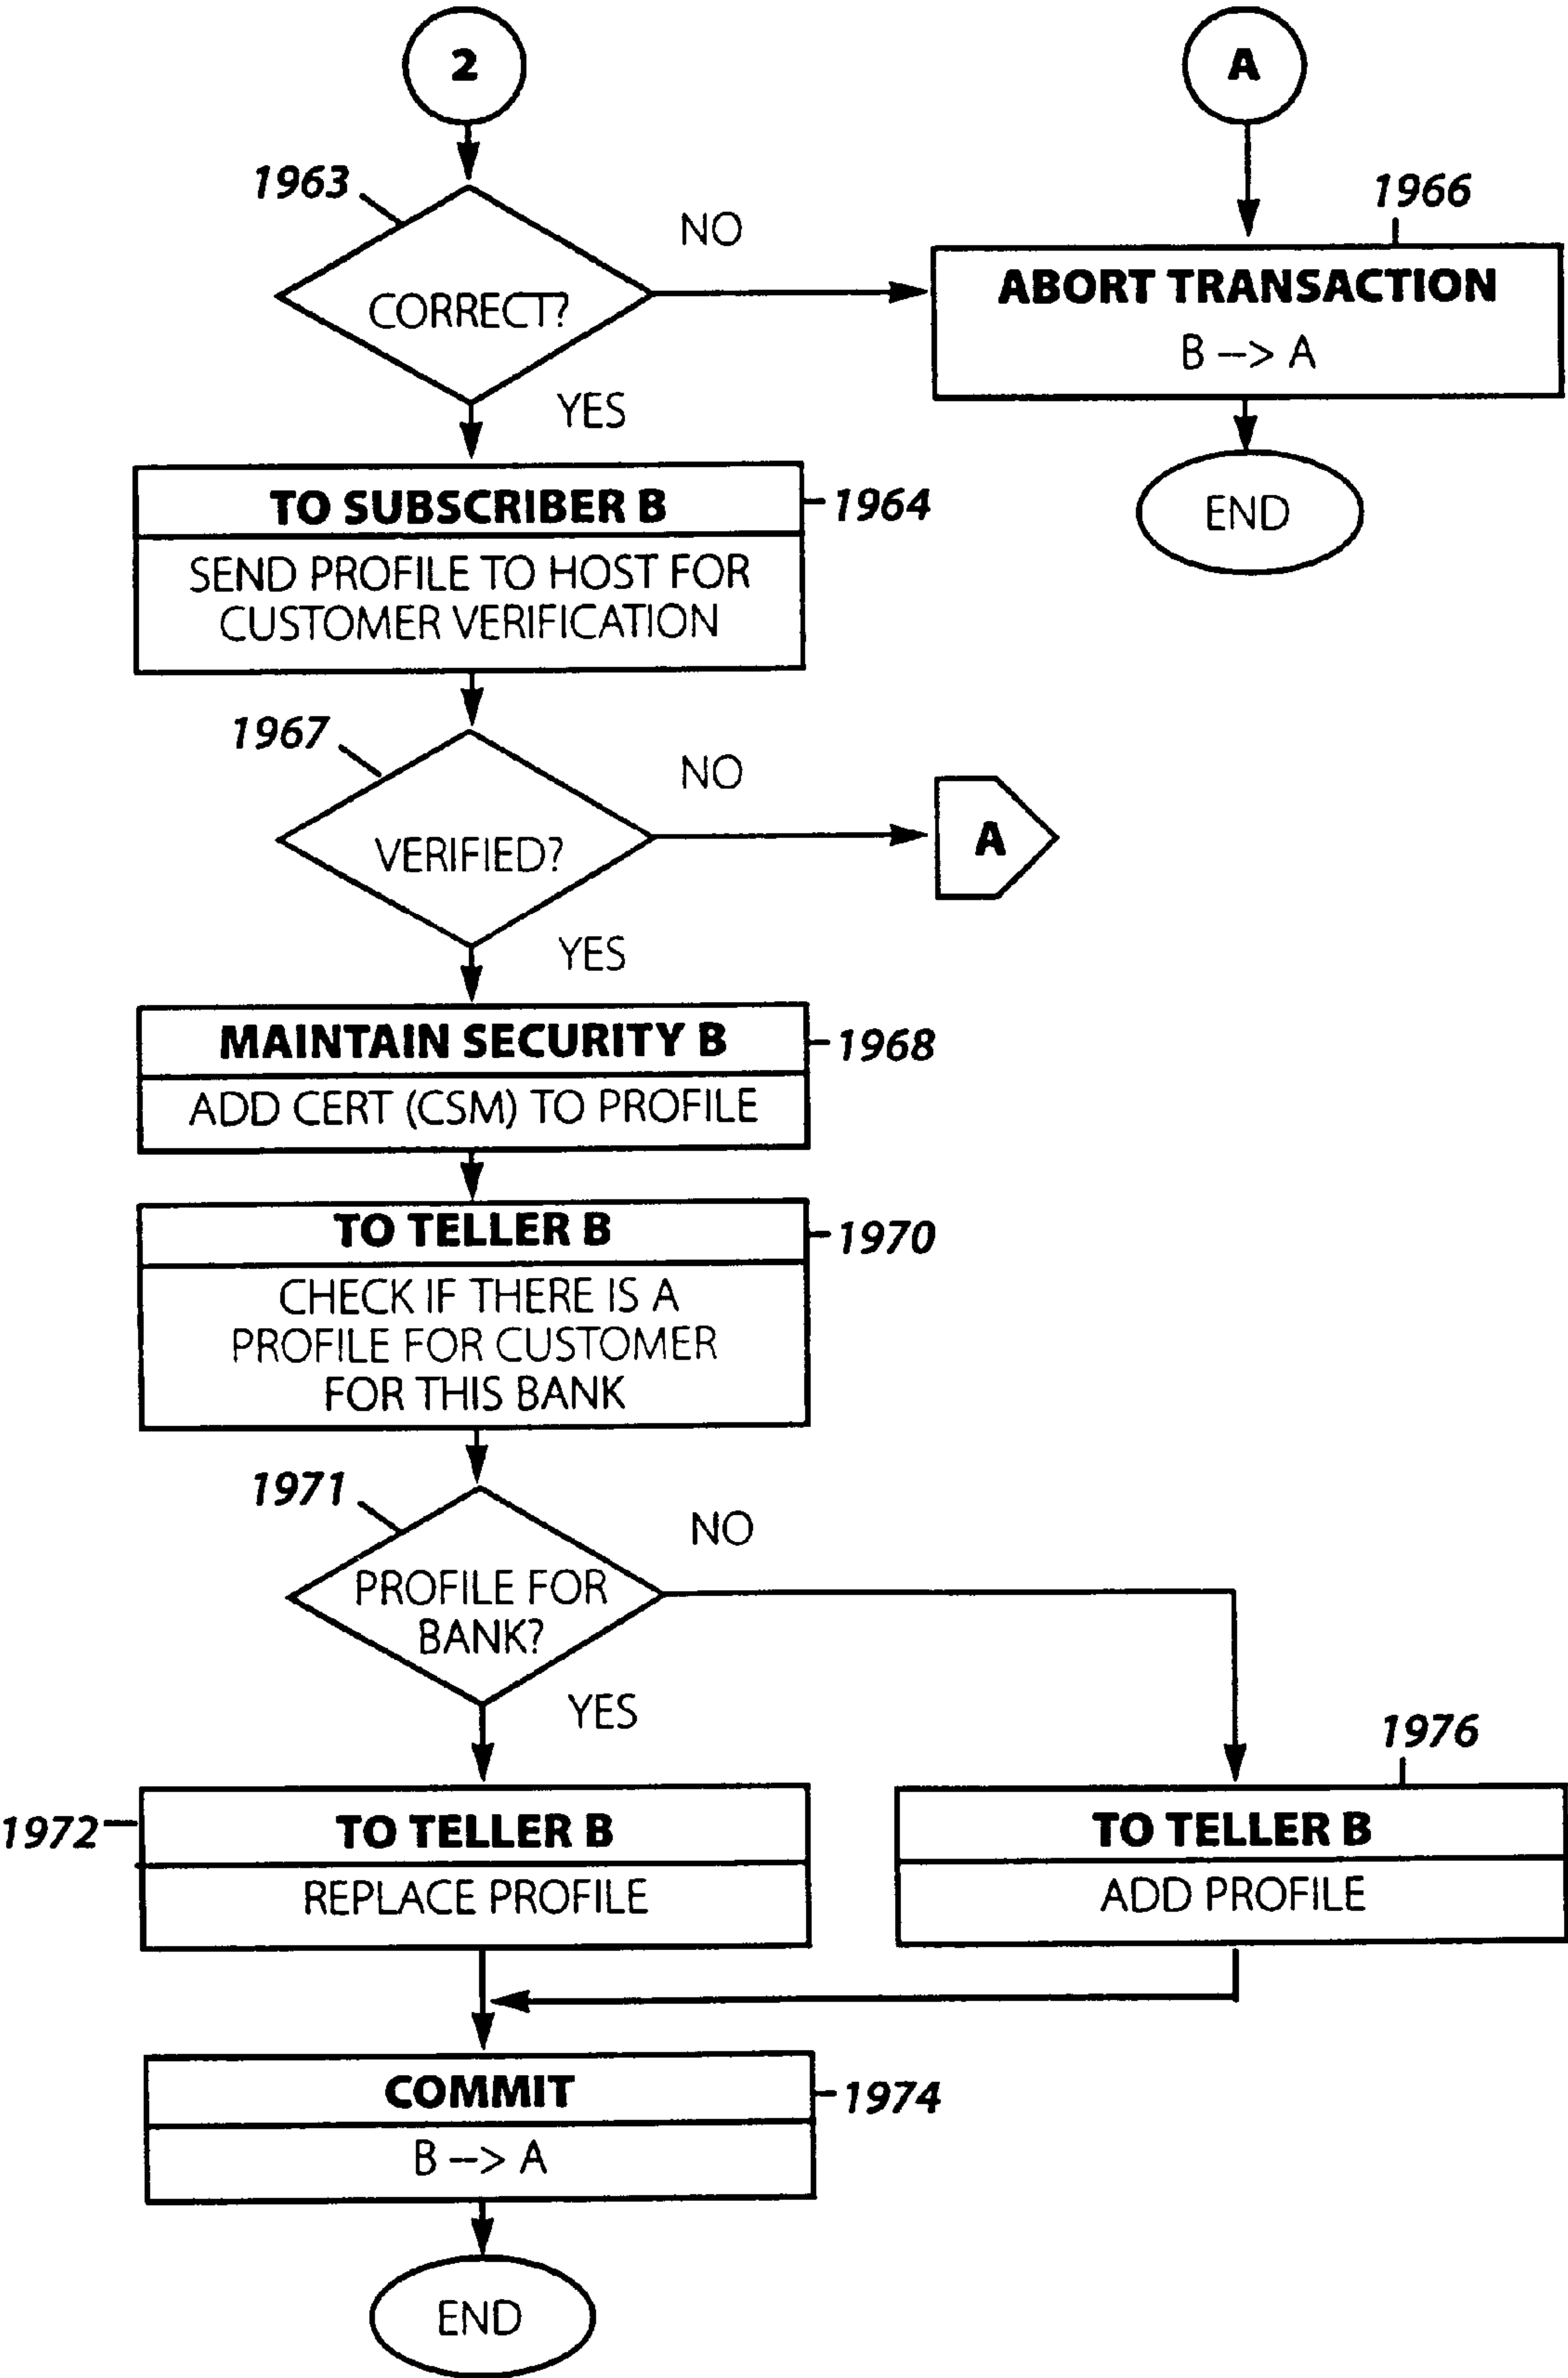 2
A
1963
NO
1966
CORRECT?
ABORT TRANSACTION
B --> A
YES
END
TO SUBSCRIBER B
1964
SEND PROFILE TO HOST FOR
CUSTOMER VERIFICATION
1967
NO
VERIFIED?
A
YES
MAINTAIN SECURITY B
1968
ADD CERT (CSM) TO PROFILE
TO TELLER B
1970
CHECK IF THERE IS A
PROFILE FOR CUSTOMER
FOR THIS BANK
1971
NO
PROFILE FOR
BANK?
YES
1972
TO TELLER B
REPLACE PROFILE
1976
TO TELLER B
ADD PROFILE
COMMIT
1974
B --> A
END